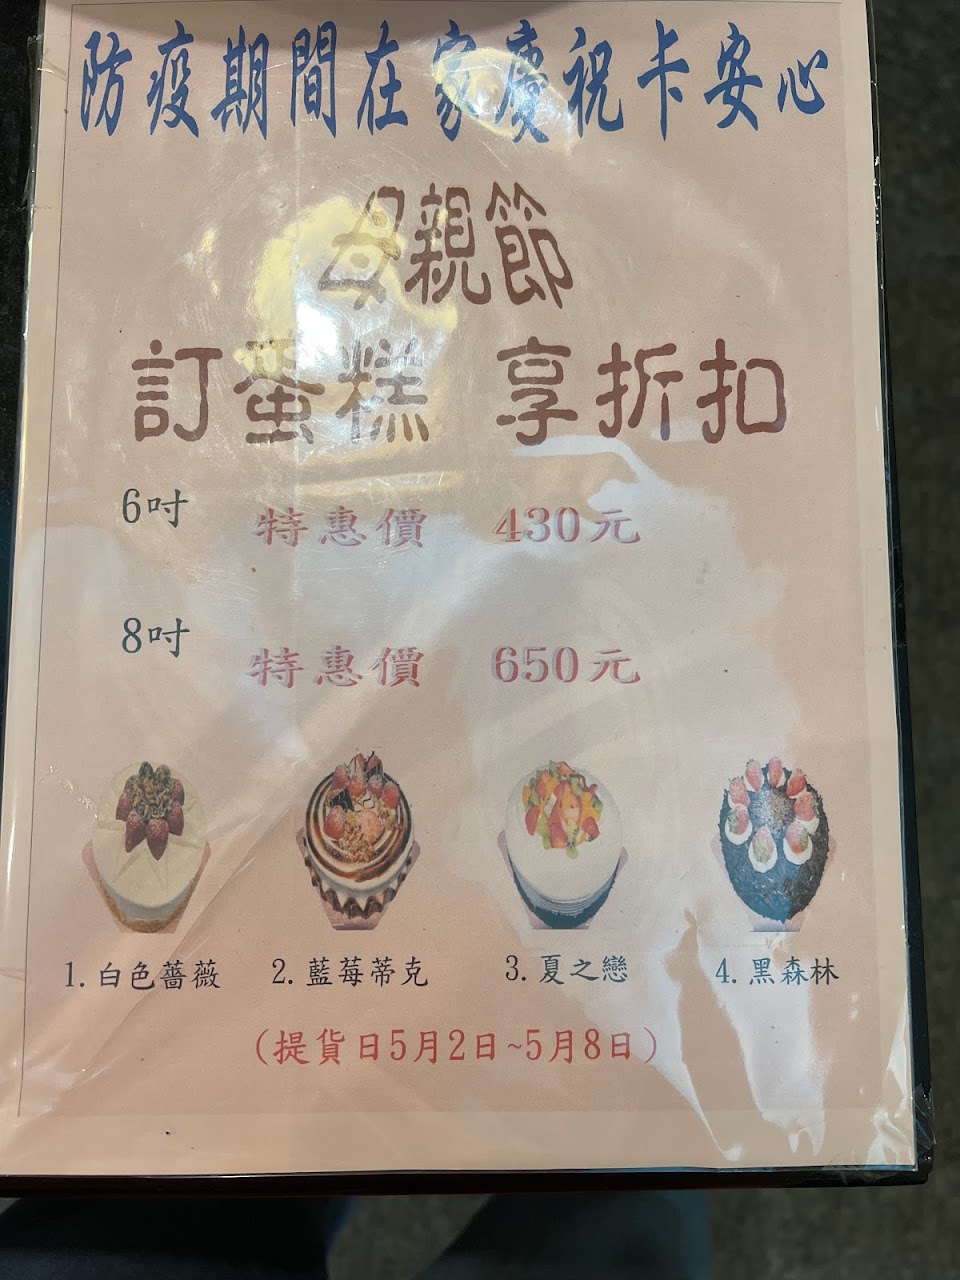 防疫期間在家慶祝卡安心
母親節
訂蛋糕 享折扣
6吋 特惠價 430元
8吋 特惠價 650元
1.白色薔薇 2.藍莓蒂克 3.夏之戀 4.黑森林
(提貨日5月2日~5月8日)